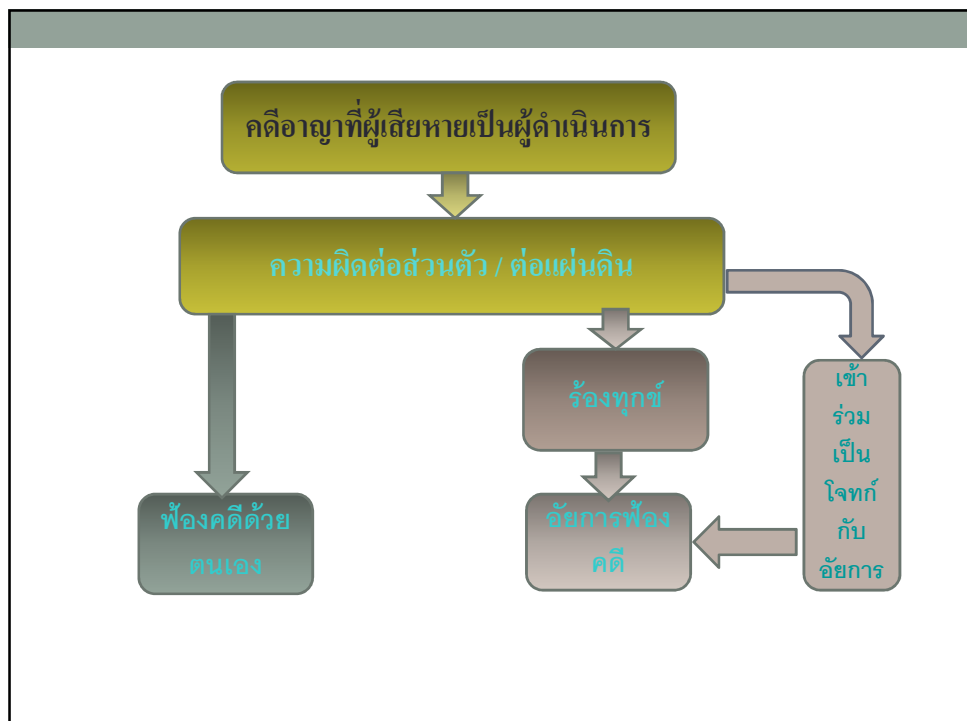 คดีอาญาที่ผู้เสียหายเป็นผู้ดำเนินการ
ความผิดต่อส่วนตัว / ต่อแผ่นดิน
ร้องทุกข์
เข้า
ร่วม
เป็น
โจทก์
กับ
อัยการ
ฟ้องคดีด้วย
ตนเอง
อัยการฟ้อง
คดี